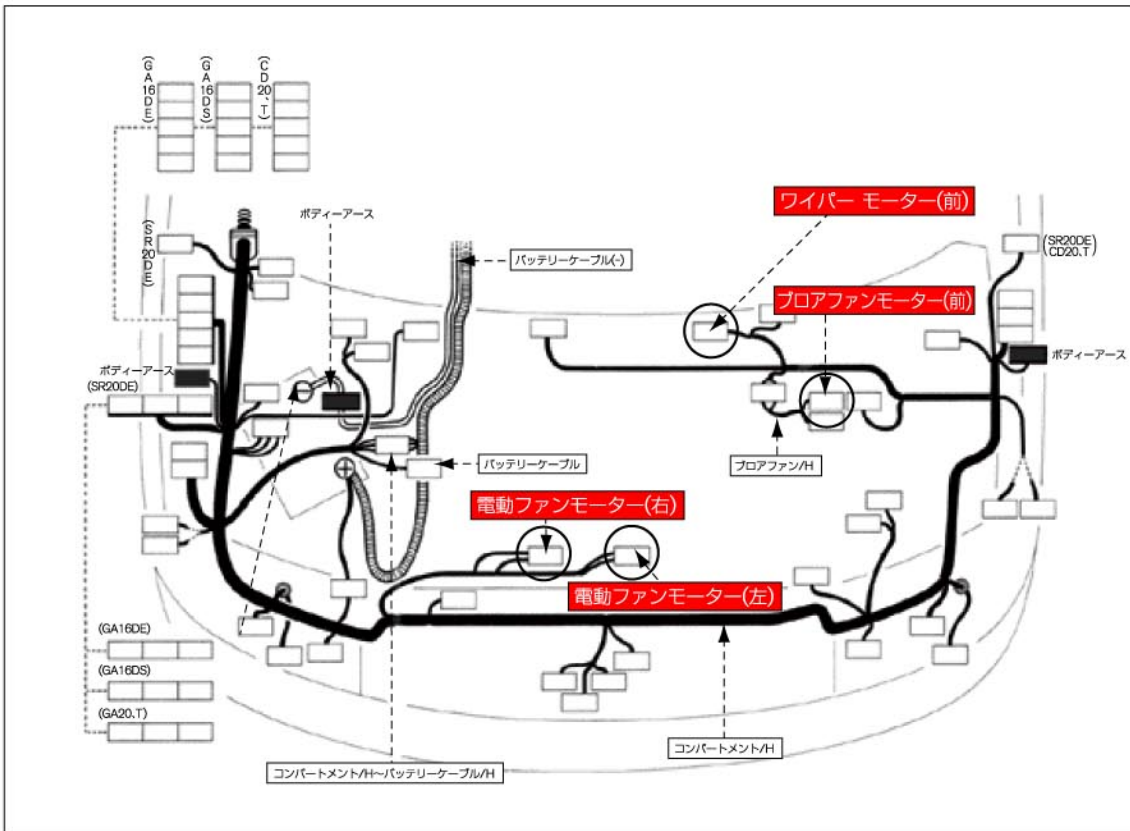 (GA16DE)
(GA16DS)
(CD20、T)
ワイパー モーター(前)
ボディーアース
(SR20DE)
バッテリーケーブル(-)
(SR20DE)
CD20、T)
ブロアファンモーター(前)
ボディーアース
ボディーアース
(SR20DE)
バッテリーケーブル
ブロアファン/H
電動ファンモーター(右)
電動ファンモーター(左)
(GA16DE)
(GA16DS)
(GA20、T)
コンパートメント/H
コンパートメント/H～バッテリーケーブル/H